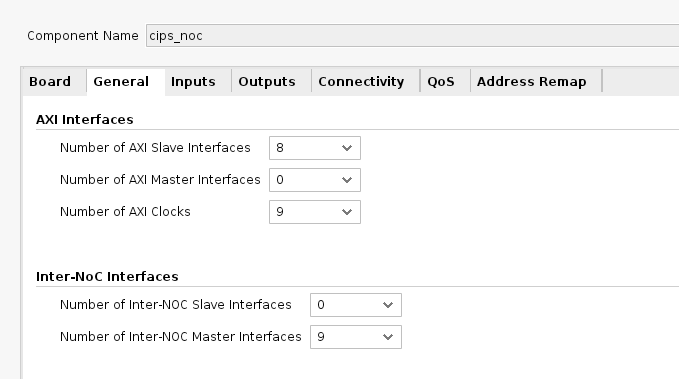 Component Name cips_noc
Board General Inputs Outputs Connectivity QoS Address Remap
AXI Interfaces
Number of AXI Slave Interfaces 8
Number of AXI Master Interfaces 0
Number of AXI Clocks 9
Inter-NoC Interfaces
Number of Inter-NOC Slave Interfaces 0
Number of Inter-NOC Master Interfaces 9